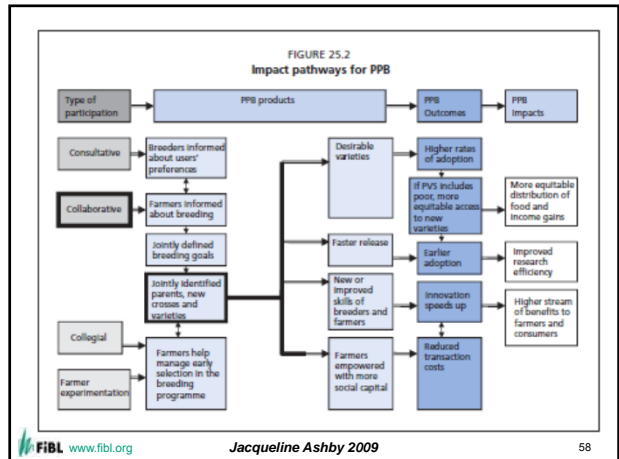 FIGURE 25.2
Impact pathways for PPB
Type of
participation
PPB products
PPB
Outcomes
PPB
Impacts
Consultative
Breeders informed
about users'
preferences
Collaborative
Farmers informed
about breeding
Jointly defined
breeding goals
Jointly identified
parents, new
crosses and
varieties
Collegial
Farmer
experimentation
Farmers help
manage early
selection in the
breeding
programme
Desirable
varieties
Faster release
New or
improved
skills of
breeders and
farmers
Farmers
empowered
with more
social capital
Higher rates
of adoption
If PVS includes
poor, more
equitable access
to new
varieties
Earlier
adoption
Innovation
speeds up
Reduced
transaction
costs
More equitable
distribution of
food and
income gains
Improved
research
efficiency
Higher stream
of benefits to
farmers and
consumers
FiBL www.fibl.org
Jacqueline Ashby 2009
58